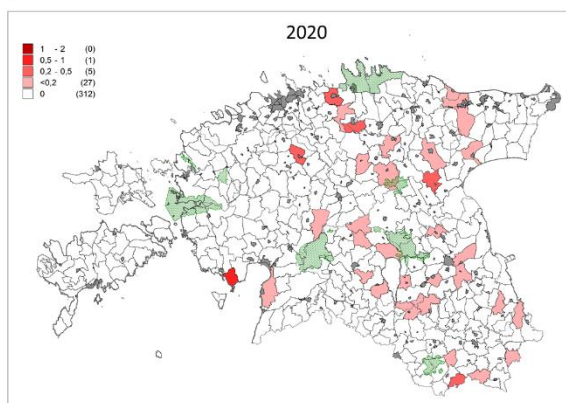 2020
1 - 2 (0)
0,5 - 1 (1)
0,2 - 0,5 (5)
<0,2 (27)
0 (312)